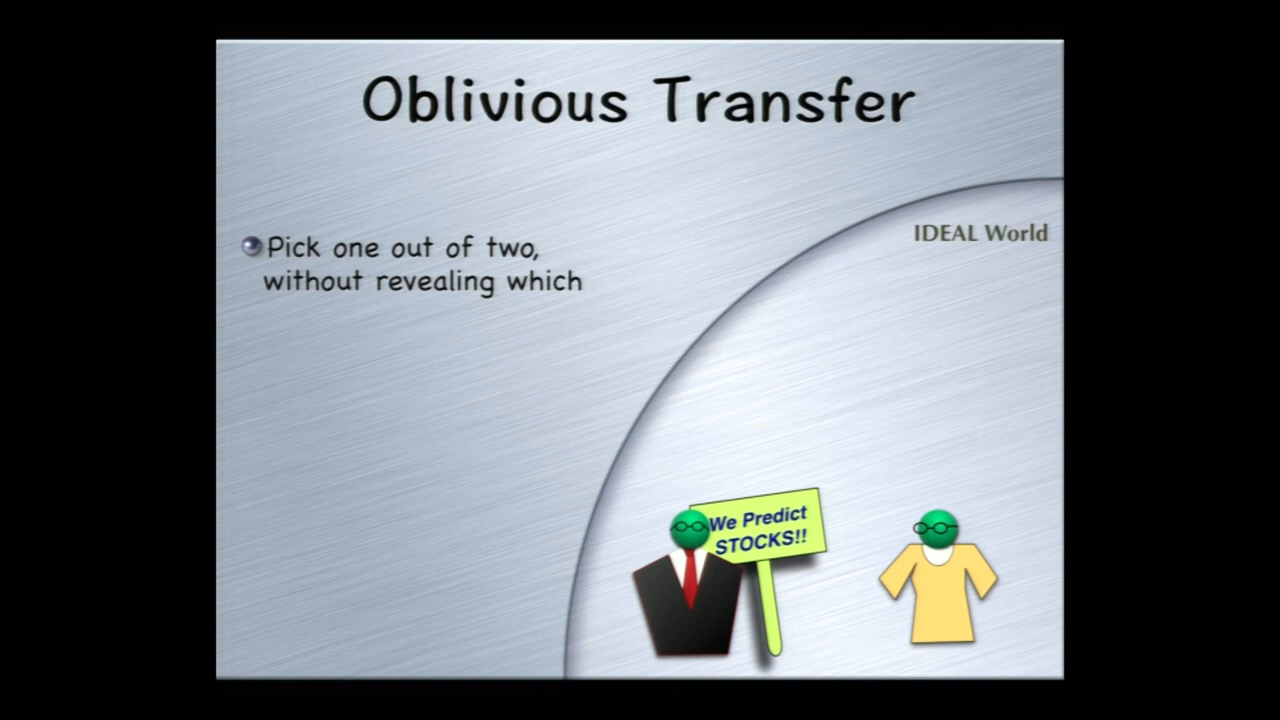 Oblivious Transfer
IDEAL World
Pick one out of two,
without revealing which
We Predict
STOCKS!!